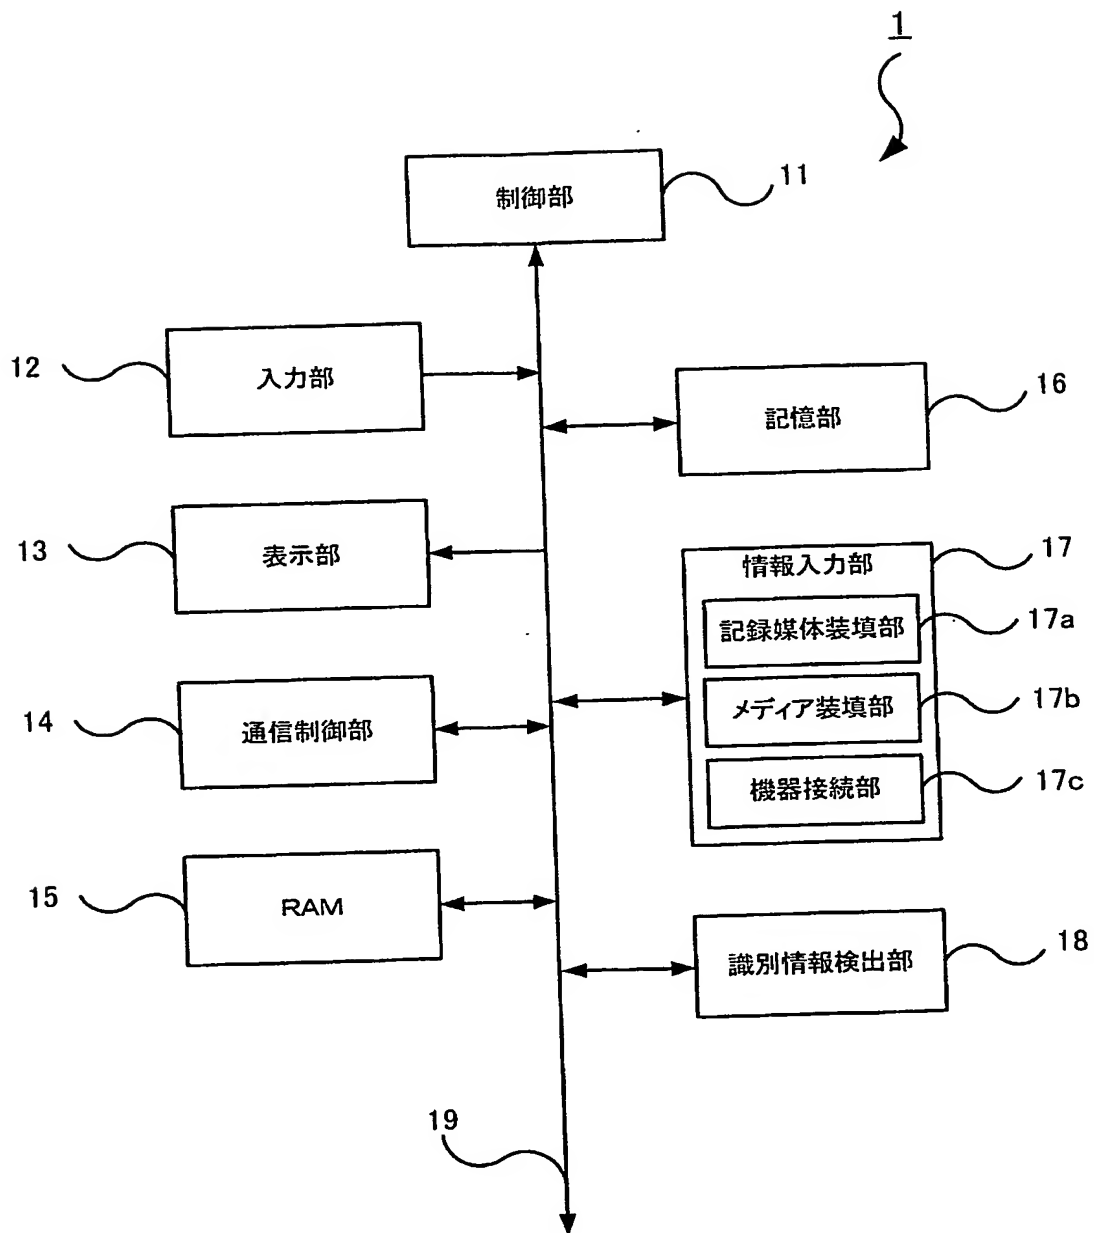 1
制御部
11
12
入力部
記憶部
16
13
表示部
情報入力部
17
記録媒体装填部
17a
14
通信制御部
メディア装填部
17b
機器接続部
17c
15
RAM
識別情報検出部
18
19